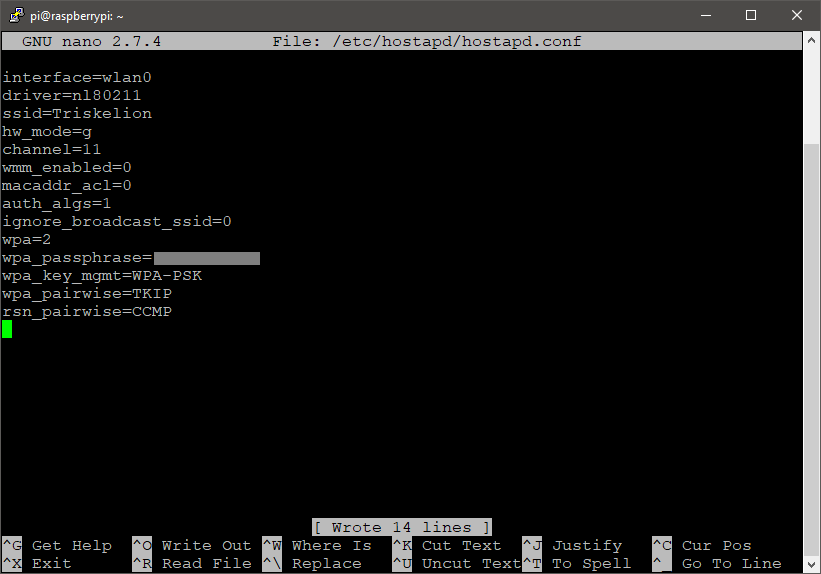 pi@raspberrypi: ~
GNU nano 2.7.4 File: /etc/hostapd/hostapd.conf
interface=wlan0
driver=nl80211
ssid=Triskelion
hw_mode=g
channel=11
wmm_enabled=0
macaddr_acl=0
auth_algs=1
ignore_broadcast_ssid=0
wpa=2
wpa_passphrase=
wpa_key_mgmt=WPA-PSK
wpa_pairwise=TKIP
rsn_pairwise=CCMP
[ Wrote 14 lines ]
^G Get Help ^O Write Out ^W Where Is ^K Cut Text ^J Justify ^C Cur Pos
^X Exit ^R Read File ^\ Replace ^U Uncut Text ^T To Spell ^_ Go To Line